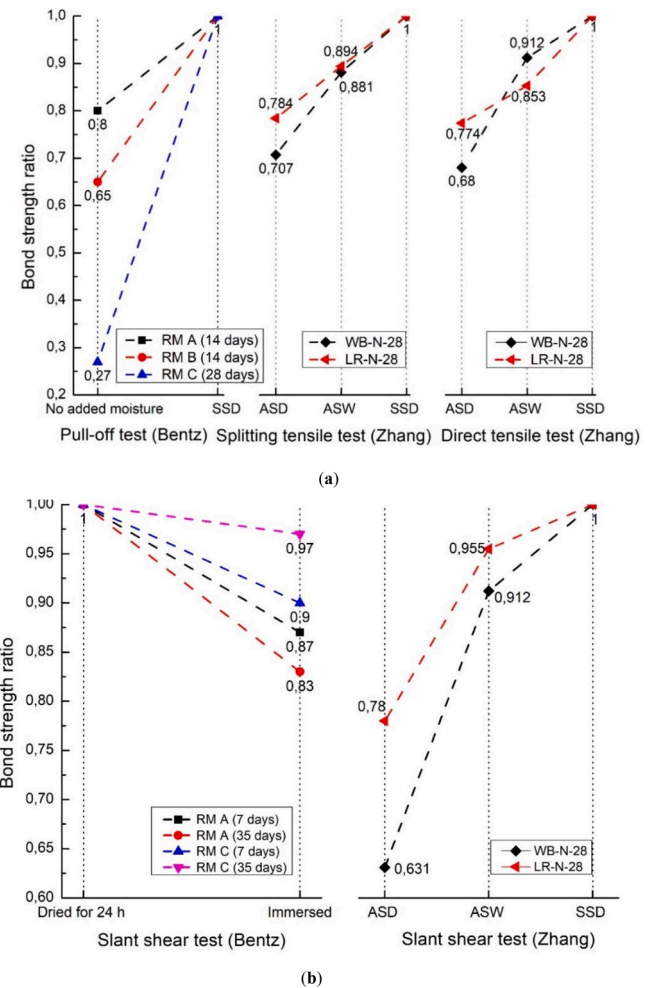 1,0
0,9
0,8
0,7
0,6
0,5
0,4
0,3
0,2
Bond strength ratio
1
0,8
0,65
0,27
RM A (14 days)
RM B (14 days)
RM C (28 days)
No added moisture SSD
Pull-off test (Bentz)
0,894
1
0,784
0,881
0,707
WB-N-28
LR-N-28
ASD ASW SSD
Splitting tensile test (Zhang)
0,912
1
0,853
0,774
0,68
WB-N-28
LR-N-28
ASD ASW SSD
Direct tensile test (Zhang)
(a)
1,00
0,95
0,90
0,85
0,80
0,75
0,70
0,65
0,60
Bond strength ratio
1
0,97
0,9
0,87
0,83
RM A (7 days)
RM A (35 days)
RM C (7 days)
RM C (35 days)
Dried for 24 h Immersed
Slant shear test (Bentz)
1
0,955
0,912
0,78
0,631
WB-N-28
LR-N-28
ASD ASW SSD
Slant shear test (Zhang)
(b)